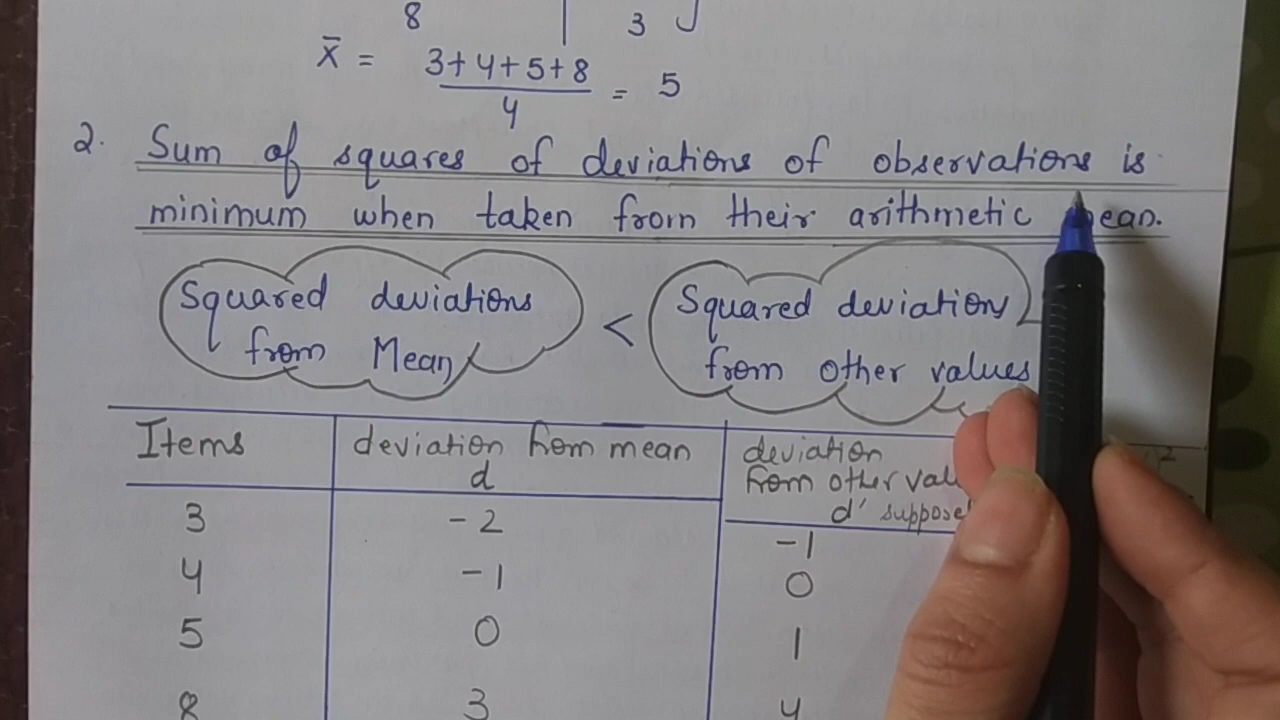 8 | 3
x̄ = 3+4+5+8 / 4 = 5
2. Sum of squares of deviations of observations is
minimum when taken from their arithmetic mean.
Squared deviations
from Mean
<
Squared deviation
from other values
Items
deviation from mean
d
deviation
from other
d' suppose
2
3 -2 -1
4 -1 0
5 0 1
8 3 4